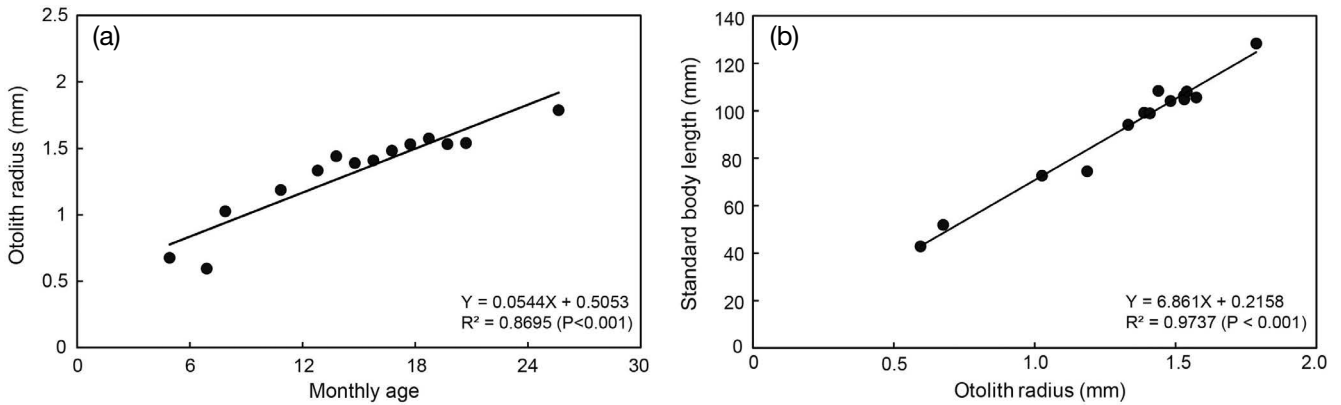 (a)
Otolith radius (mm)
2.5
2
1.5
1
0.5
0
0
6
12
18
24
30
Monthly age
Y = 0.0544X + 0.5053
R² = 0.8695 (P<0.001)
(b)
Standard body length (mm)
140
120
100
80
60
40
20
0
0
0.5
1.0
1.5
2.0
Otolith radius (mm)
Y = 6.861X + 0.2158
R² = 0.9737 (P < 0.001)